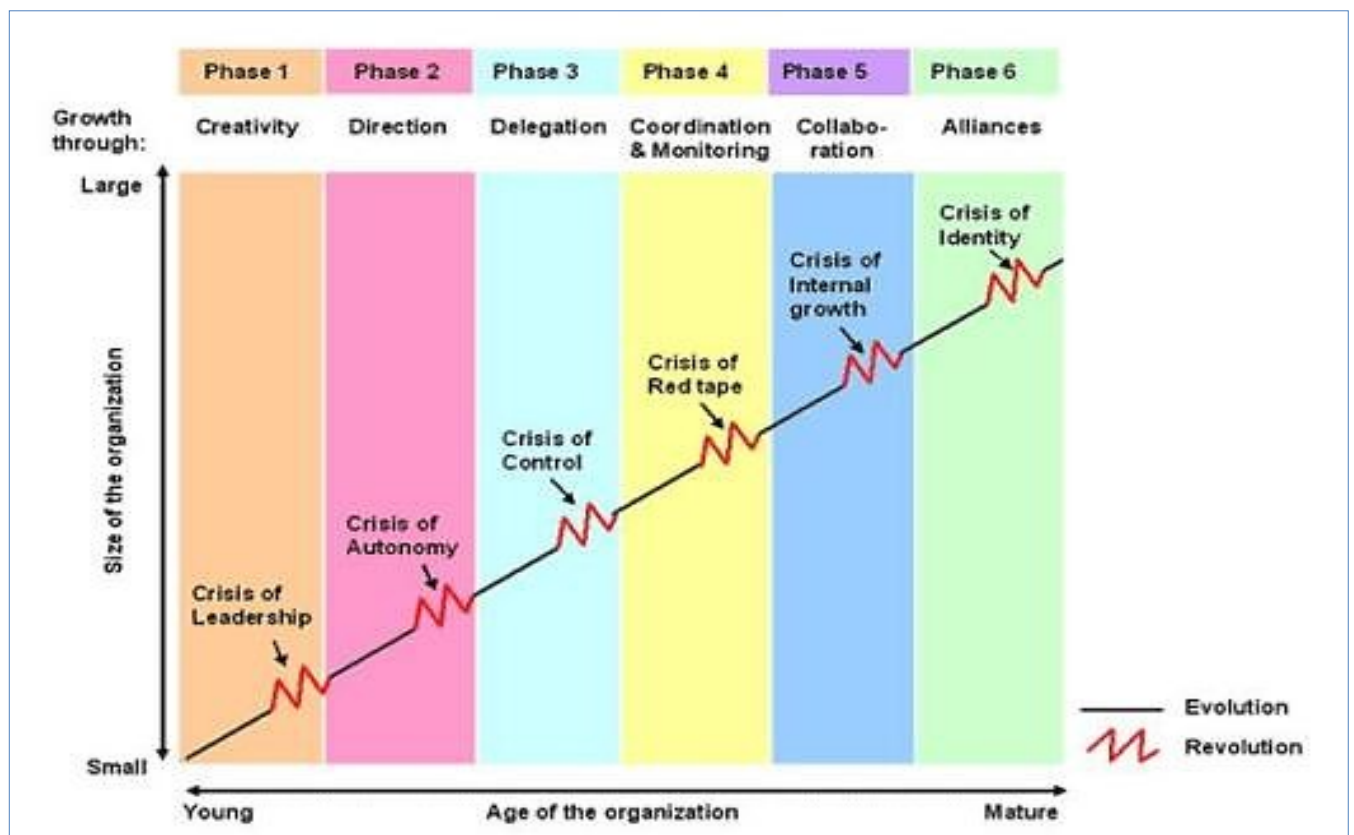 Phase 1
Phase 2
Phase 3
Phase 4
Phase 5
Phase 6
Growth
through:
Creativity
Direction
Delegation
Coordination
& Monitoring
Collabo-
ration
Alliances
Large
Crisis of
Identity
Crisis of
Internal
growth
Crisis of
Red tape
Crisis of
Control
Crisis of
Autonomy
Crisis of
Leadership
Size of the organization
Small
Evolution
Revolution
Young
Age of the organization
Mature